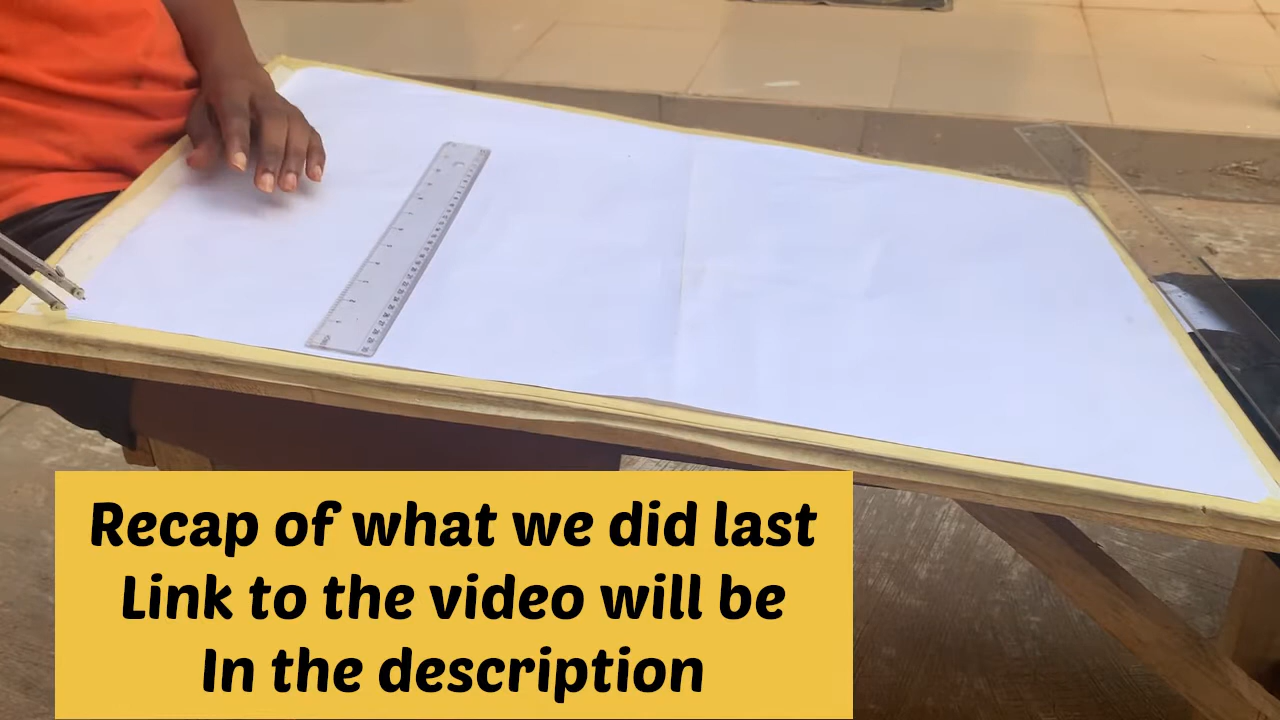 Recap of what we did last
Link to the video will be
In the description